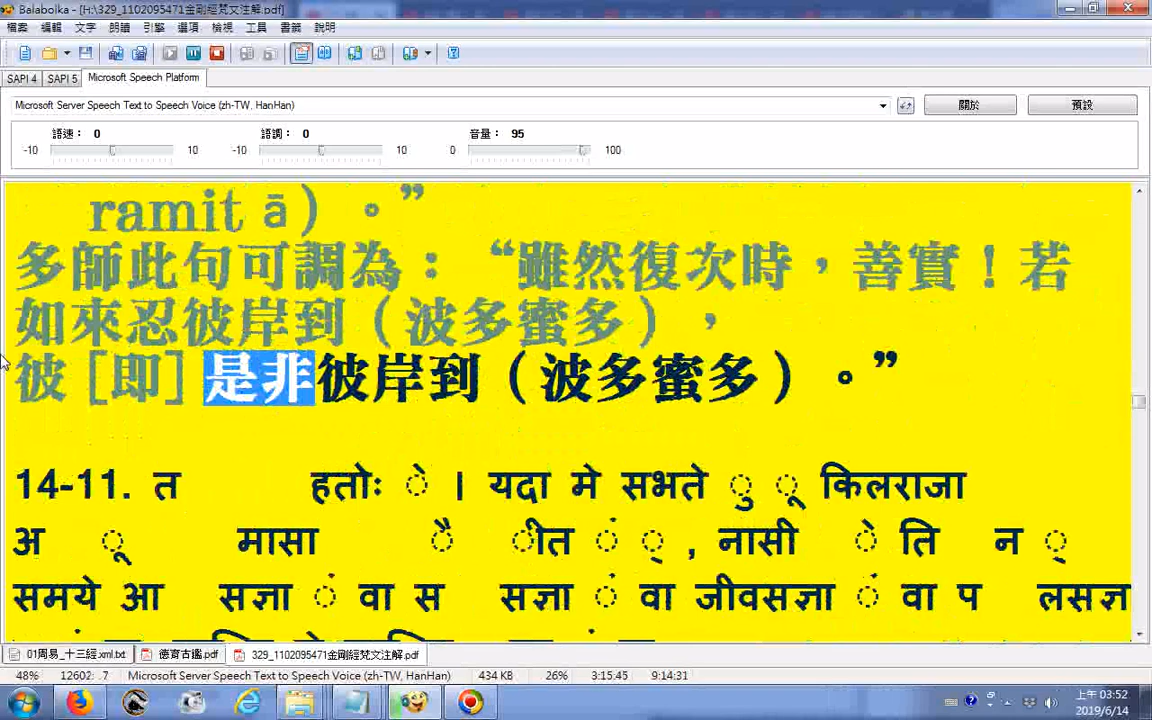 Balabolka - [H:\329_1102095471金剛經梵文注解.pdf]
檔案 編輯 文字 朗讀 引擎 選項 檢視 工具 書籤 說明
SAPI 4 SAPI 5 Microsoft Speech Platform
Microsoft Server Speech Text to Speech Voice (zh-TW, HanHan) 關於 預設
語速： 0 語調： 0 音量： 95
-10 10 -10 10 0 100
ramit ā) 。”
多師此句可調為：“雖然復次時，善實！若
如來忍彼岸到（波多蜜多），
彼［即］是非彼岸到（波多蜜多）。”
14-11. त हतोः े । यदा मे सभते ु ू किलराजा
अ ू मासा ै ीत ं ् , नासी े ति न ्
समये आ सज्ञा ं वा स सज्ञा ं वा जीवसज्ञा ं वा प लसज्ञ
01周易_十三經.xml.txt 德育古鑑.pdf 329_1102095471金剛經梵文注解.pdf
48% 12602: .7 Microsoft Server Speech Text to Speech Voice (zh-TW, HanHan) 434 KB 26% 3:15:45 9:14:31
上午 03:52
2019/6/14